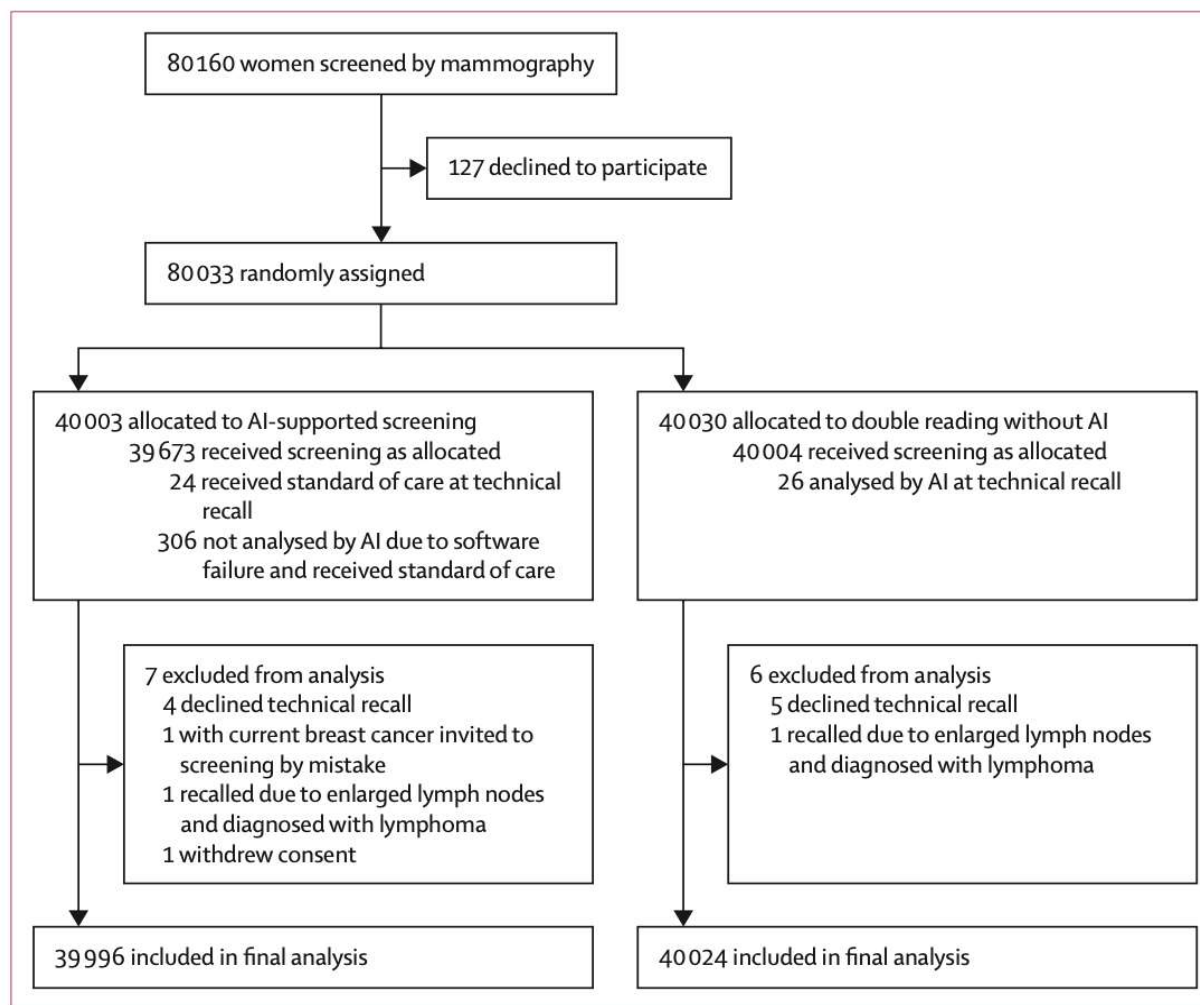 80 160 women screened by mammography
127 declined to participate
80 033 randomly assigned
40 003 allocated to AI-supported screening
39 673 received screening as allocated
24 received standard of care at technical
recall
306 not analysed by AI due to software
failure and received standard of care
40 030 allocated to double reading without AI
40 004 received screening as allocated
26 analysed by AI at technical recall
7 excluded from analysis
4 declined technical recall
1 with current breast cancer invited to
screening by mistake
1 recalled due to enlarged lymph nodes
and diagnosed with lymphoma
1 withdrew consent
6 excluded from analysis
5 declined technical recall
1 recalled due to enlarged lymph nodes
and diagnosed with lymphoma
39 996 included in final analysis
40 024 included in final analysis